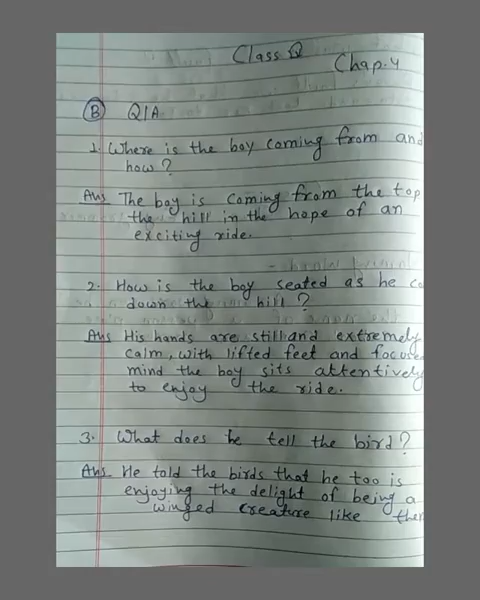 Class Q
Chap. 4
B Q/A
1. Where is the boy coming from and
how?
Ans The boy is coming from the top
the hill in the hope of an
exciting ride.
2. How is the boy seated as he co
down the hill?
Ans His hands are still and extremely
calm, with lifted feet and focused
mind the boy sits attentively
to enjoy the ride.
3. What does he tell the bird?
Ans He told the birds that he too is
enjoying the delight of being a
winged creature like them